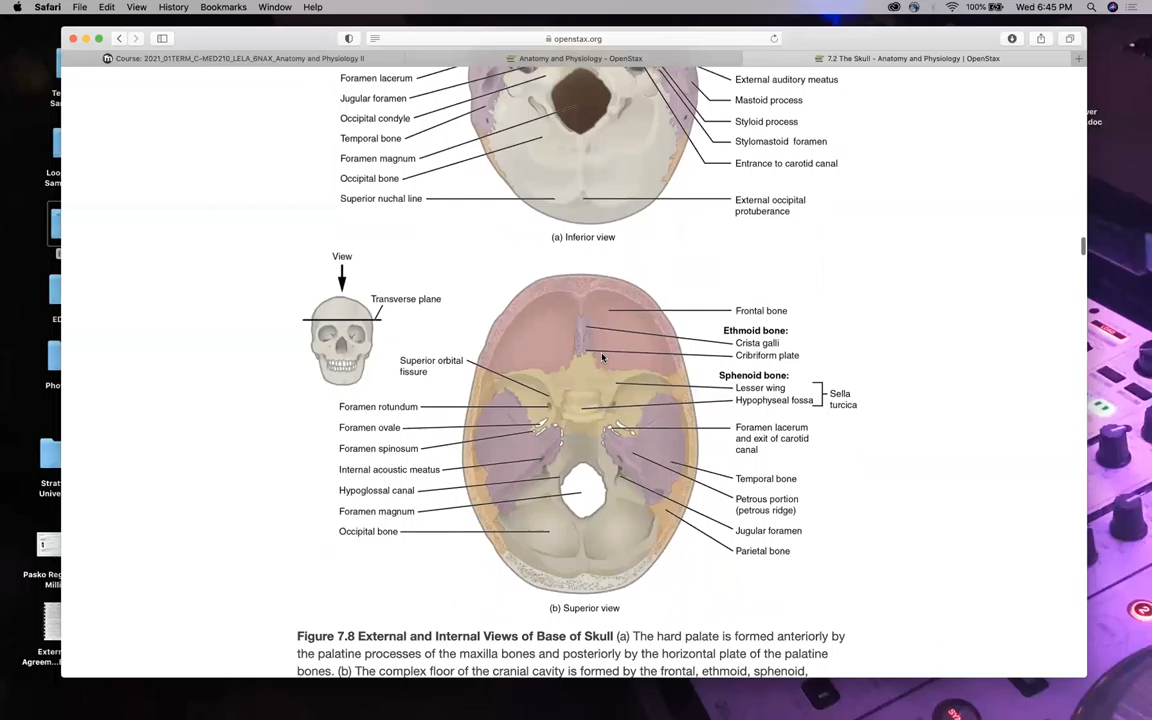 Safari File Edit View History Bookmarks Window Help
100% Wed 6:45 PM
openstax.org
Course: 2021_01TERM_C-MED210_LELA_6NAX_Anatomy and Physiology II
Anatomy and Physiology - OpenStax
7.2 The Skull - Anatomy and Physiology | OpenStax
Foramen lacerum
Jugular foramen
Occipital condyle
Temporal bone
Foramen magnum
Occipital bone
Superior nuchal line
External auditory meatus
Mastoid process
Styloid process
Stylomastoid foramen
Entrance to carotid canal
External occipital
protuberance
(a) Inferior view
View
Transverse plane
Superior orbital
fissure
Foramen rotundum
Foramen ovale
Foramen spinosum
Internal acoustic meatus
Hypoglossal canal
Foramen magnum
Occipital bone
Frontal bone
Ethmoid bone:
Crista galli
Cribriform plate
Sphenoid bone:
Lesser wing
Hypophyseal fossa
Sella
turcica
Foramen lacerum
and exit of carotid
canal
Temporal bone
Petrous portion
(petrous ridge)
Jugular foramen
Parietal bone
(b) Superior view
Figure 7.8 External and Internal Views of Base of Skull (a) The hard palate is formed anteriorly by
the palatine processes of the maxilla bones and posteriorly by the horizontal plate of the palatine
bones. (b) The complex floor of the cranial cavity is formed by the frontal, ethmoid, sphenoid,